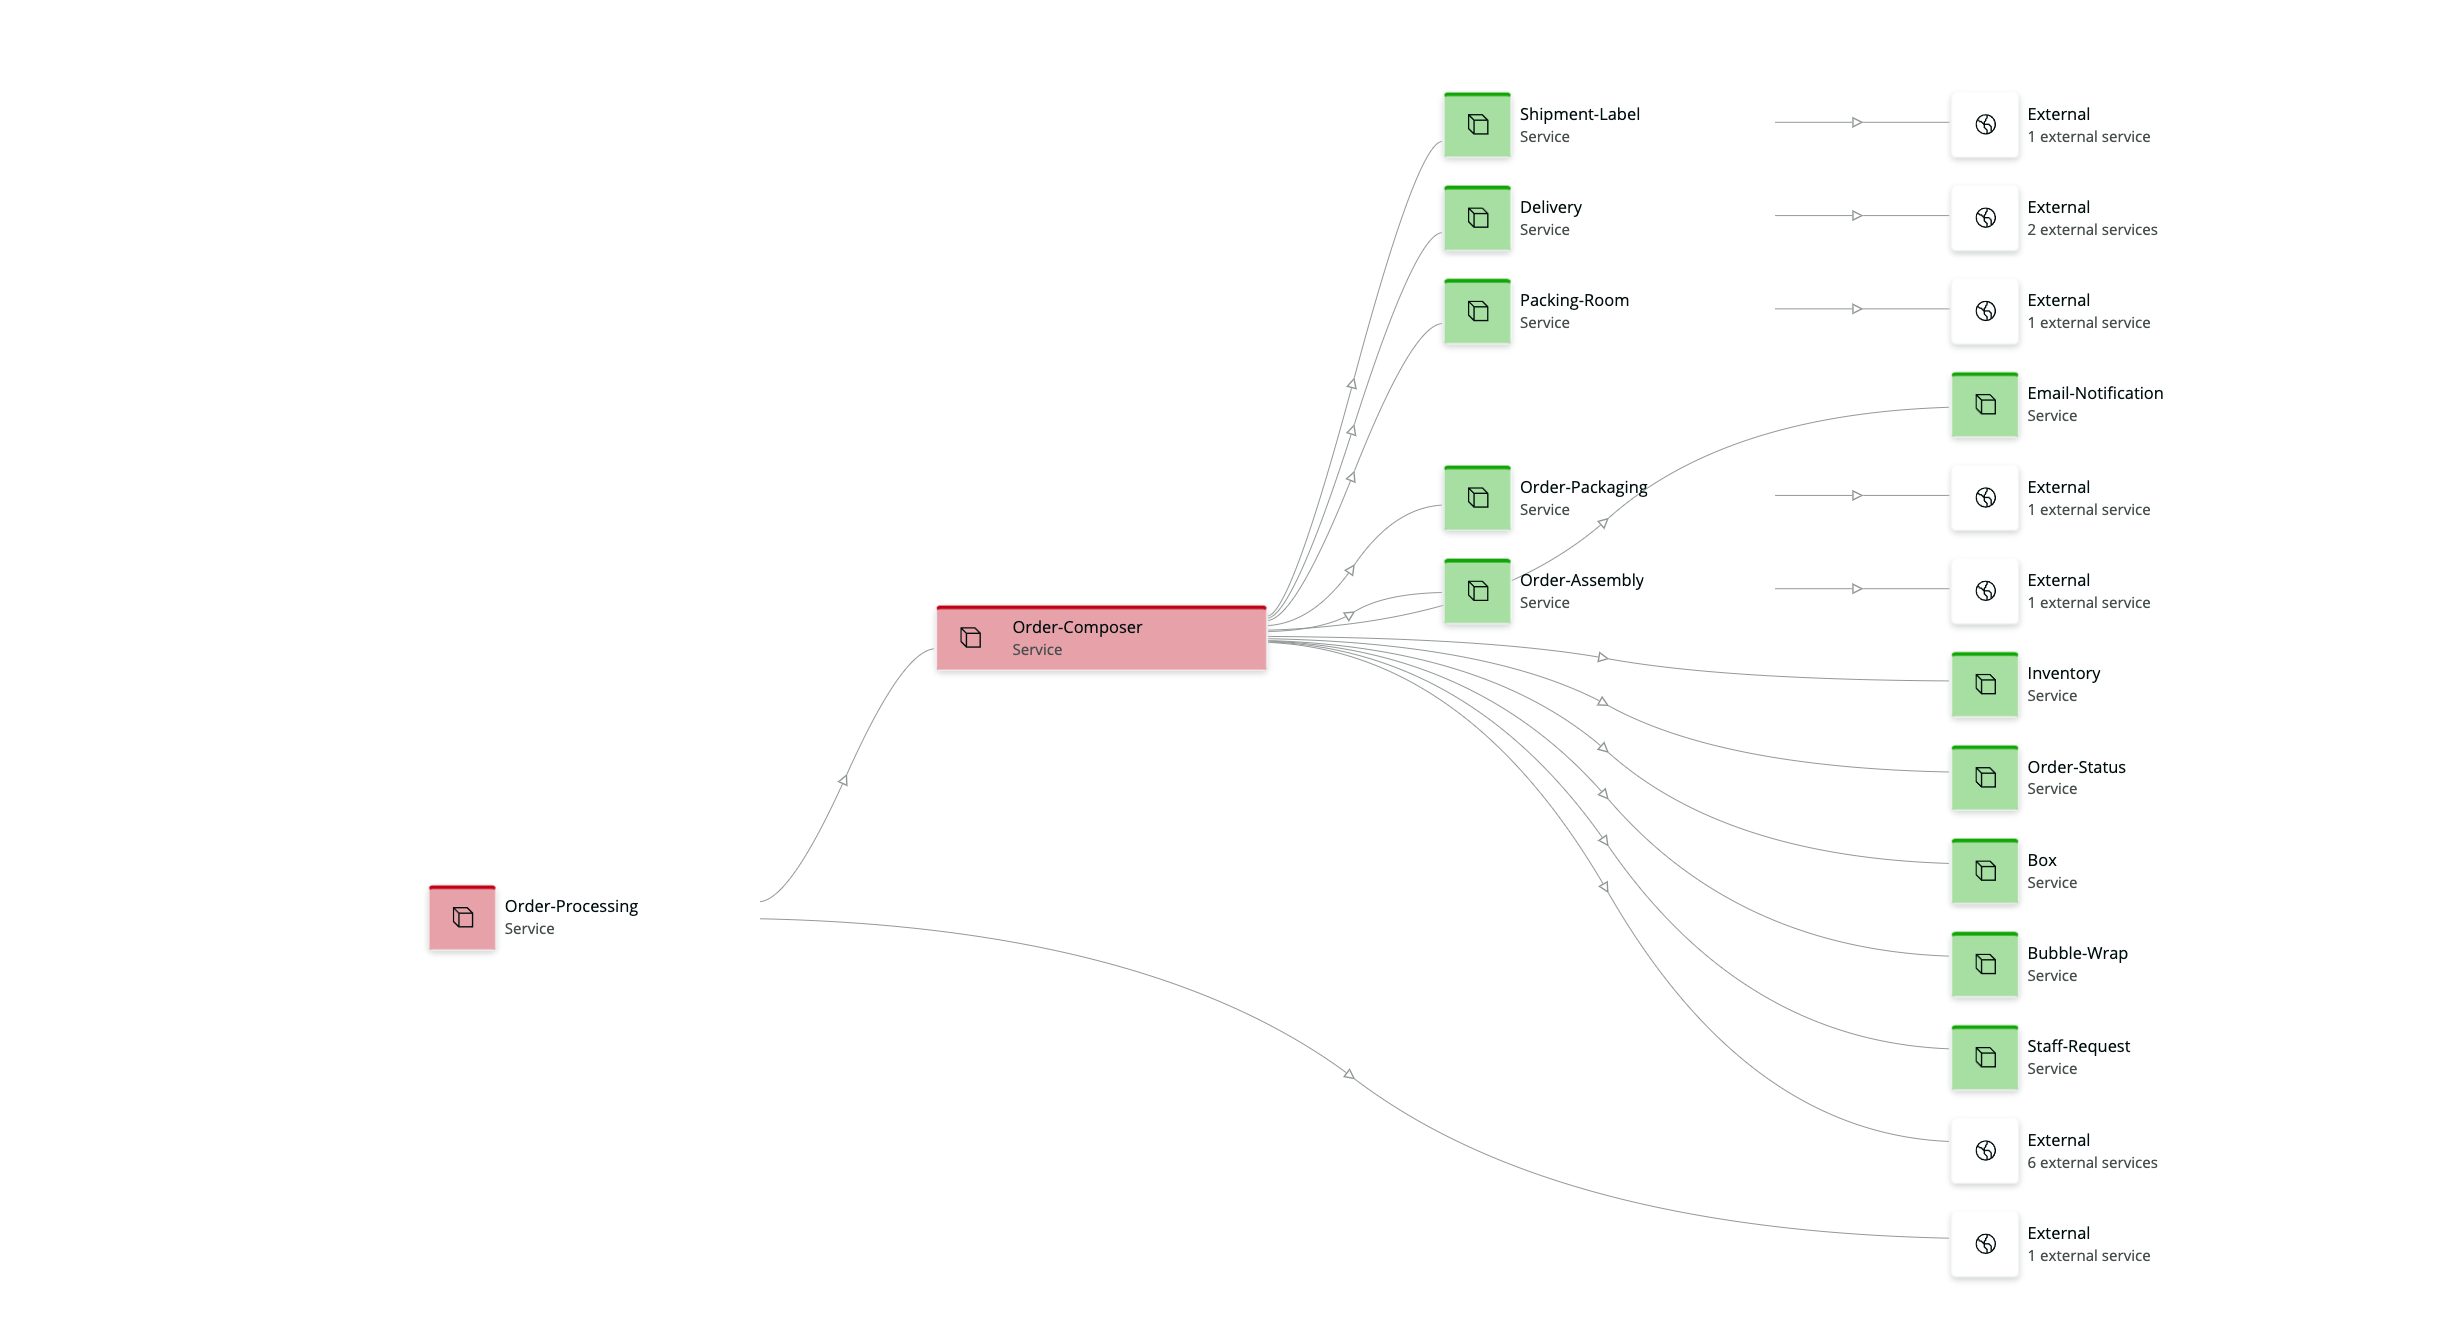 Shipment-Label
Service
External
1 external service
Delivery
Service
External
2 external services
Packing-Room
Service
External
1 external service
Email-Notification
Service
Order-Packaging
Service
External
1 external service
Order-Assembly
Service
External
1 external service
Order-Composer
Service
Inventory
Service
Order-Status
Service
Box
Service
Order-Processing
Service
Bubble-Wrap
Service
Staff-Request
Service
External
6 external services
External
1 external service